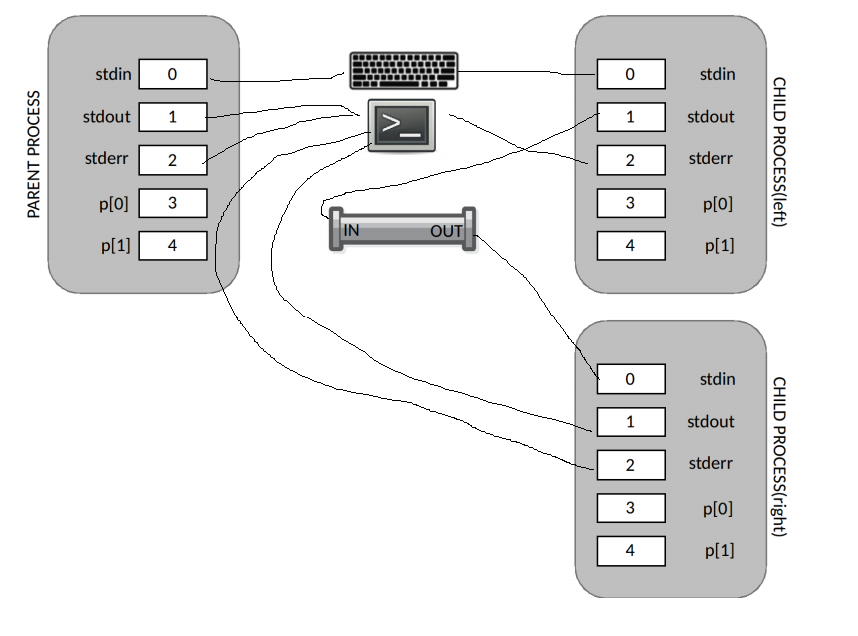 PARENT PROCESS
stdin 0
stdout 1
stderr 2
p[0] 3
p[1] 4
>_
IN OUT
0 stdin
1 stdout
2 stderr
3 p[0]
4 p[1]
CHILD PROCESS(left)
0 stdin
1 stdout
2 stderr
3 p[0]
4 p[1]
CHILD PROCESS(right)